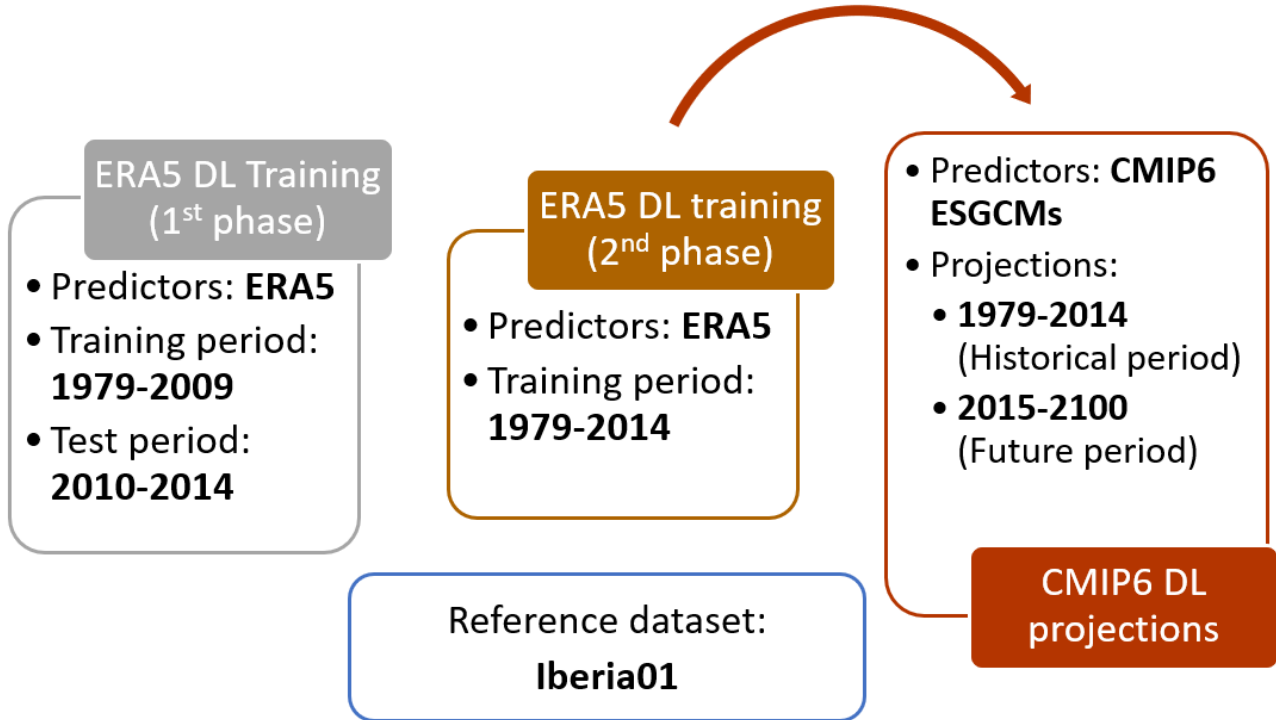 ERA5 DL Training
(1st phase)
• Predictors: ERA5
• Training period:
1979-2009
• Test period:
2010-2014
ERA5 DL training
(2nd phase)
• Predictors: ERA5
• Training period:
1979-2014
• Predictors: CMIP6
ESGCMs
• Projections:
• 1979-2014
(Historical period)
• 2015-2100
(Future period)
CMIP6 DL
projections
Reference dataset:
Iberia01